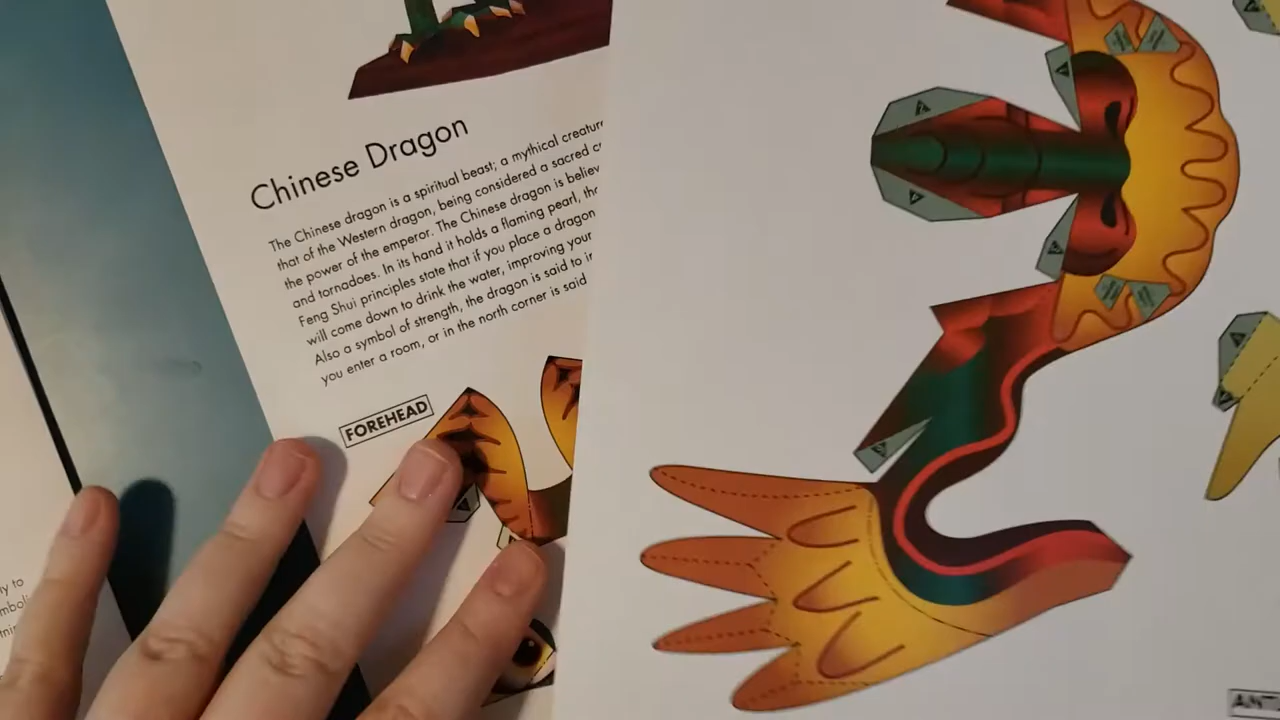 Chinese Dragon
The Chinese dragon is a spiritual beast; a mythical creature
that of the Western dragon, being considered a sacred
the power of the emperor. The Chinese dragon is
and tornadoes. In its hand it holds a flaming pearl,
Feng Shui principles state that if you place a dragon
will come down to drink the water, improving your
Also a symbol of strength, the dragon is said to
you enter a room, or in the north corner is said
FOREHEAD
y to